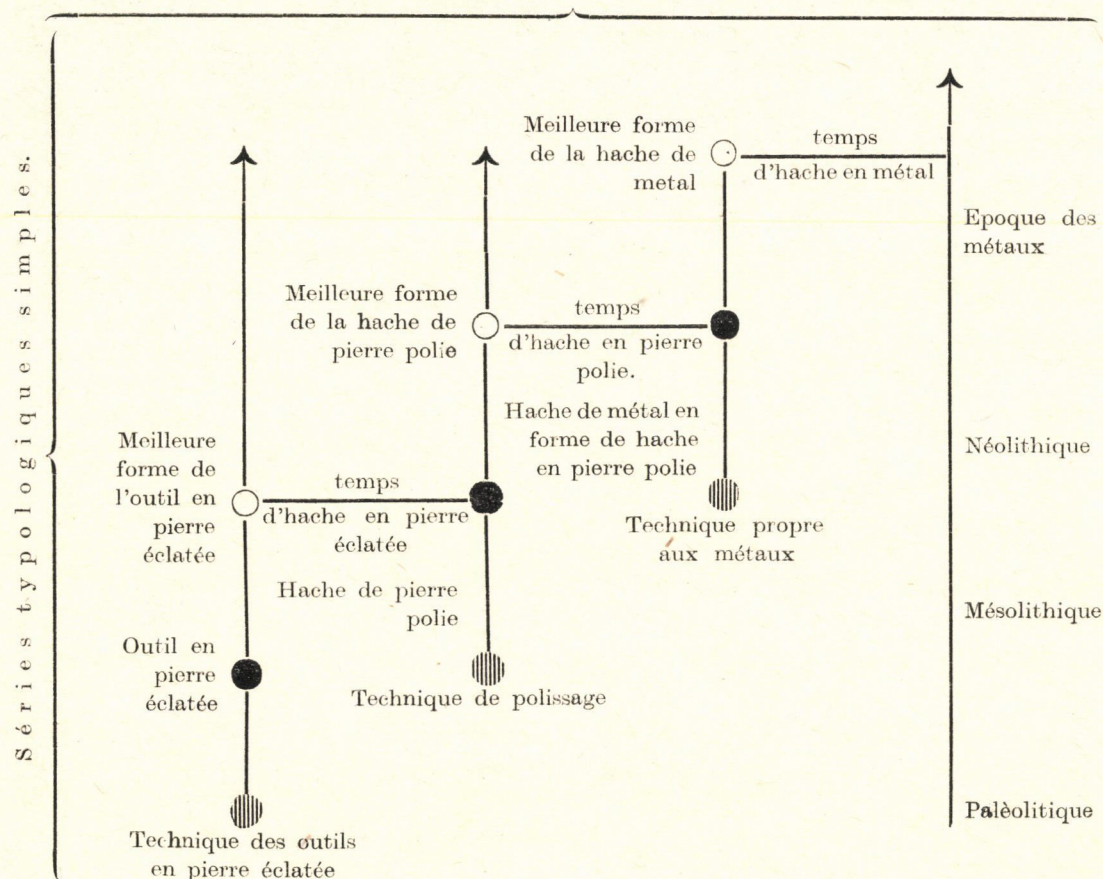 Séries typologiques simples.
Meilleure forme
de la hache de
metal
temps
d'hache en métal
Epoque des
métaux
Meilleure forme
de la hache de
pierre polie
temps
d'hache en pierre
polie.
Hache de métal en
forme de hache
en pierre polie
Technique propre
aux métaux
Néolithique
Meilleure
forme de
l'outil en
pierre
éclatée
temps
d'hache en pierre
éclatée
Hache de pierre
polie
Technique de polissage
Mésolithique
Outil en
pierre
éclatée
Technique des outils
en pierre éclatée
Palèolitique